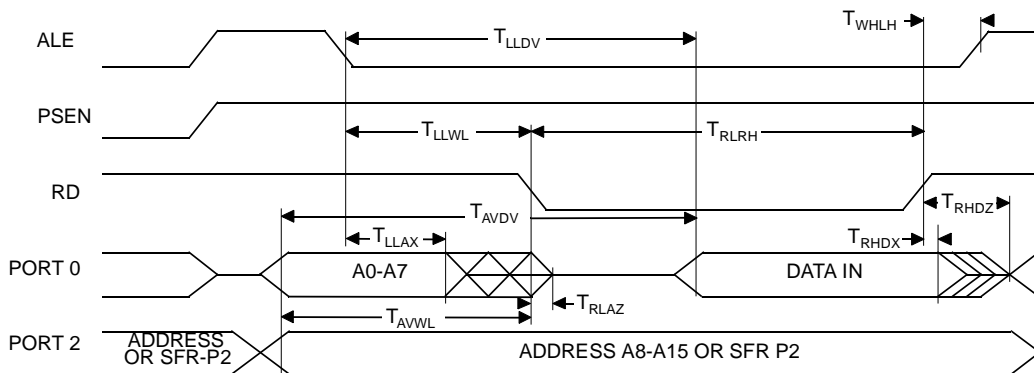 ALE
T_WHLH
T_LLDV
PSEN
T_LLWL
T_RLRH
RD
T_AVDV
T_RHDZ
T_LLAX
T_RHDX
PORT 0
A0-A7
DATA IN
T_RLAZ
T_AVWL
PORT 2
ADDRESS
OR SFR-P2
ADDRESS A8-A15 OR SFR P2